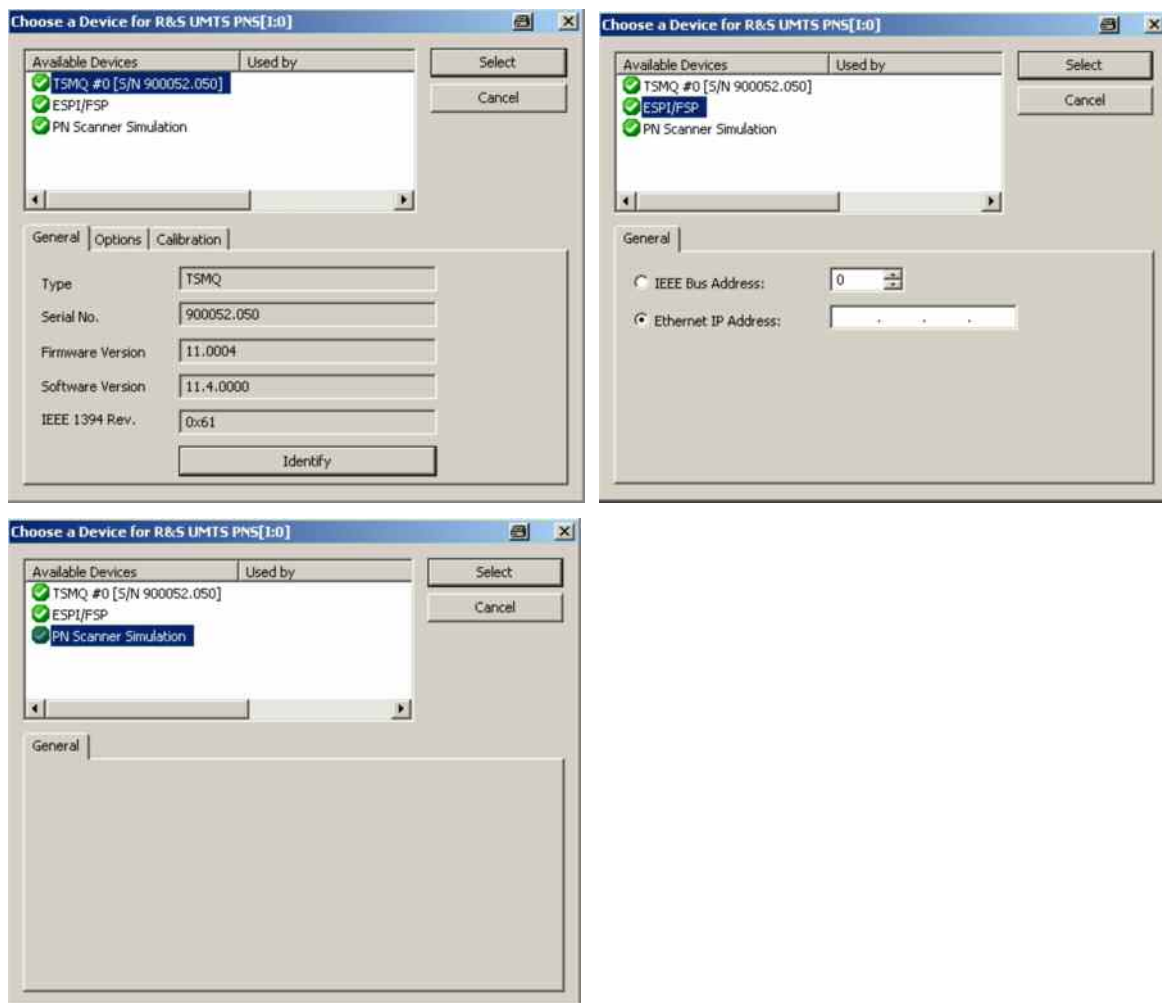 Choose a Device for R&S UMTS PNS[I:0]
Available Devices Used by
TSMQ #0 [S/N 900052.050]
ESPI/FSP
PN Scanner Simulation
Select
Cancel
General Options Calibration
Type TSMQ
Serial No. 900052.050
Firmware Version 11.0004
Software Version 11.4.0000
IEEE 1394 Rev. 0x61
Identify
Choose a Device for R&S UMTS PNS[I:0]
Available Devices Used by
TSMQ #0 [S/N 900052.050]
ESPI/FSP
PN Scanner Simulation
Select
Cancel
General
IEEE Bus Address: 0
Ethernet IP Address: . . .
Choose a Device for R&S UMTS PNS[I:0]
Available Devices Used by
TSMQ #0 [S/N 900052.050]
ESPI/FSP
PN Scanner Simulation
Select
Cancel
General